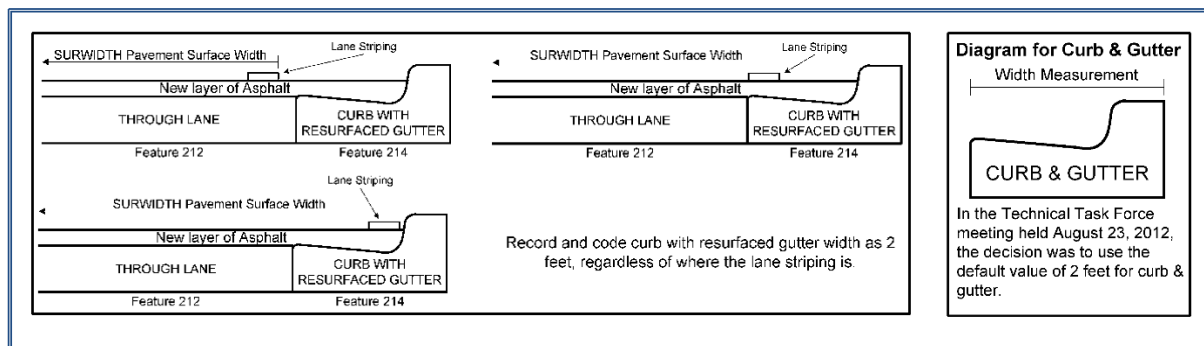 Lane Striping
SURWIDTH Pavement Surface Width
New layer of Asphalt
THROUGH LANE
CURB WITH
RESURFACED GUTTER
Feature 212
Feature 214
Lane Striping
SURWIDTH Pavement Surface Width
New layer of Asphalt
THROUGH LANE
CURB WITH
RESURFACED GUTTER
Feature 212
Feature 214
Lane Striping
SURWIDTH Pavement Surface Width
New layer of Asphalt
THROUGH LANE
CURB WITH
RESURFACED GUTTER
Feature 212
Feature 214
Record and code curb with resurfaced gutter width as 2
feet, regardless of where the lane striping is.
Diagram for Curb & Gutter
Width Measurement
CURB & GUTTER
In the Technical Task Force
meeting held August 23, 2012,
the decision was to use the
default value of 2 feet for curb &
gutter.